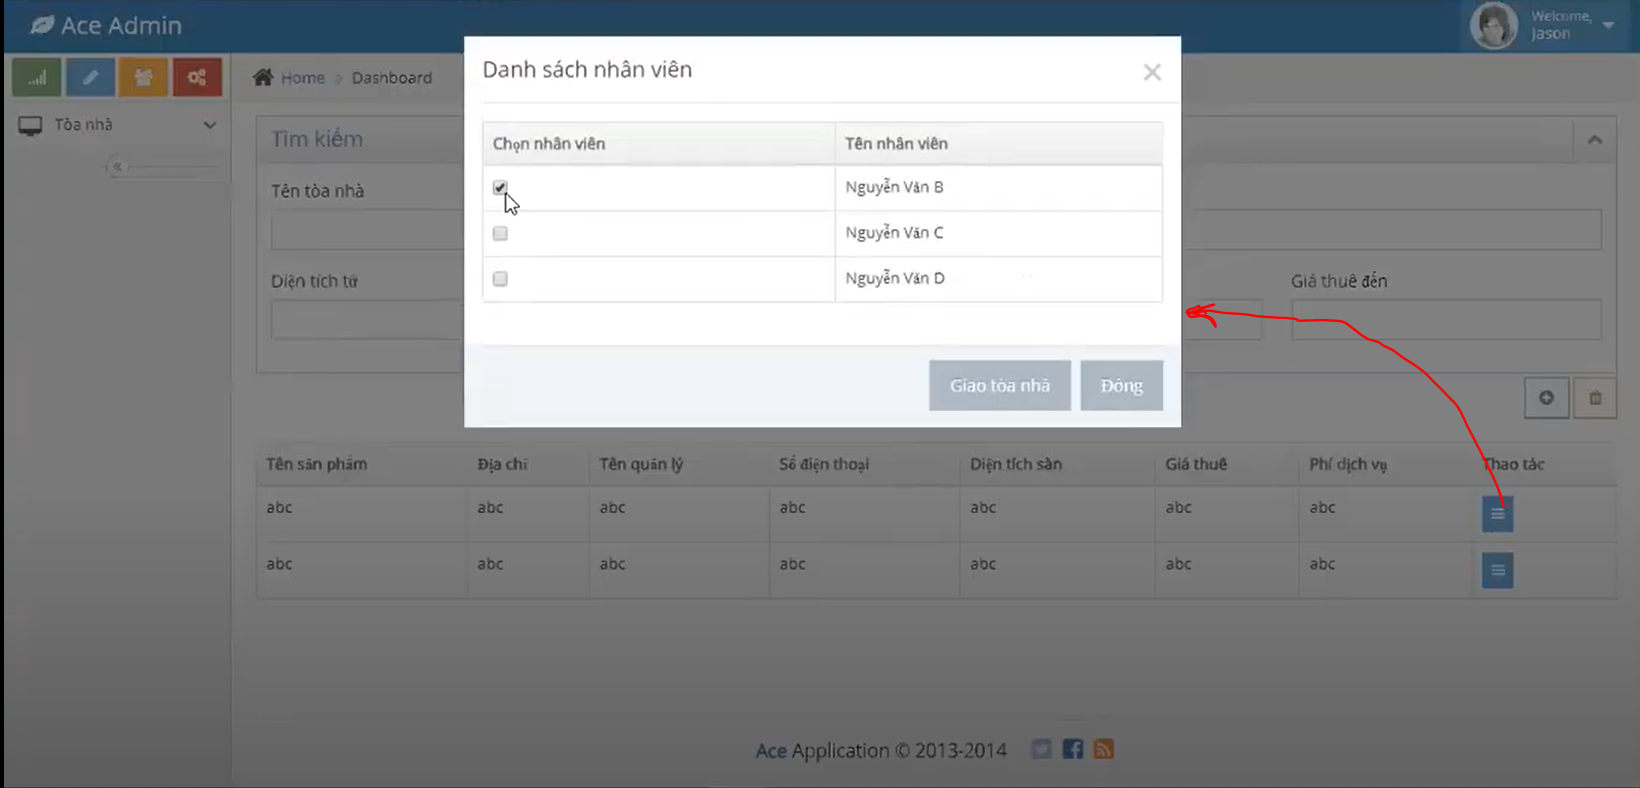 Ace Admin
Welcome,
Jason
Home > Dashboard
Tòa nhà
Tìm kiếm
Tên tòa nhà
Diện tích từ
Giá thuê đến
Danh sách nhân viên
×
Chọn nhân viên Tên nhân viên
Nguyễn Văn B
Nguyễn Văn C
Nguyễn Văn D
Giao tòa nhà Đóng
Tên sản phẩm Địa chỉ Tên quản lý Số điện thoại Diện tích sàn Giá thuê Phí dịch vụ Thao tác
abc abc abc abc abc abc abc
abc abc abc abc abc abc abc
Ace Application © 2013-2014